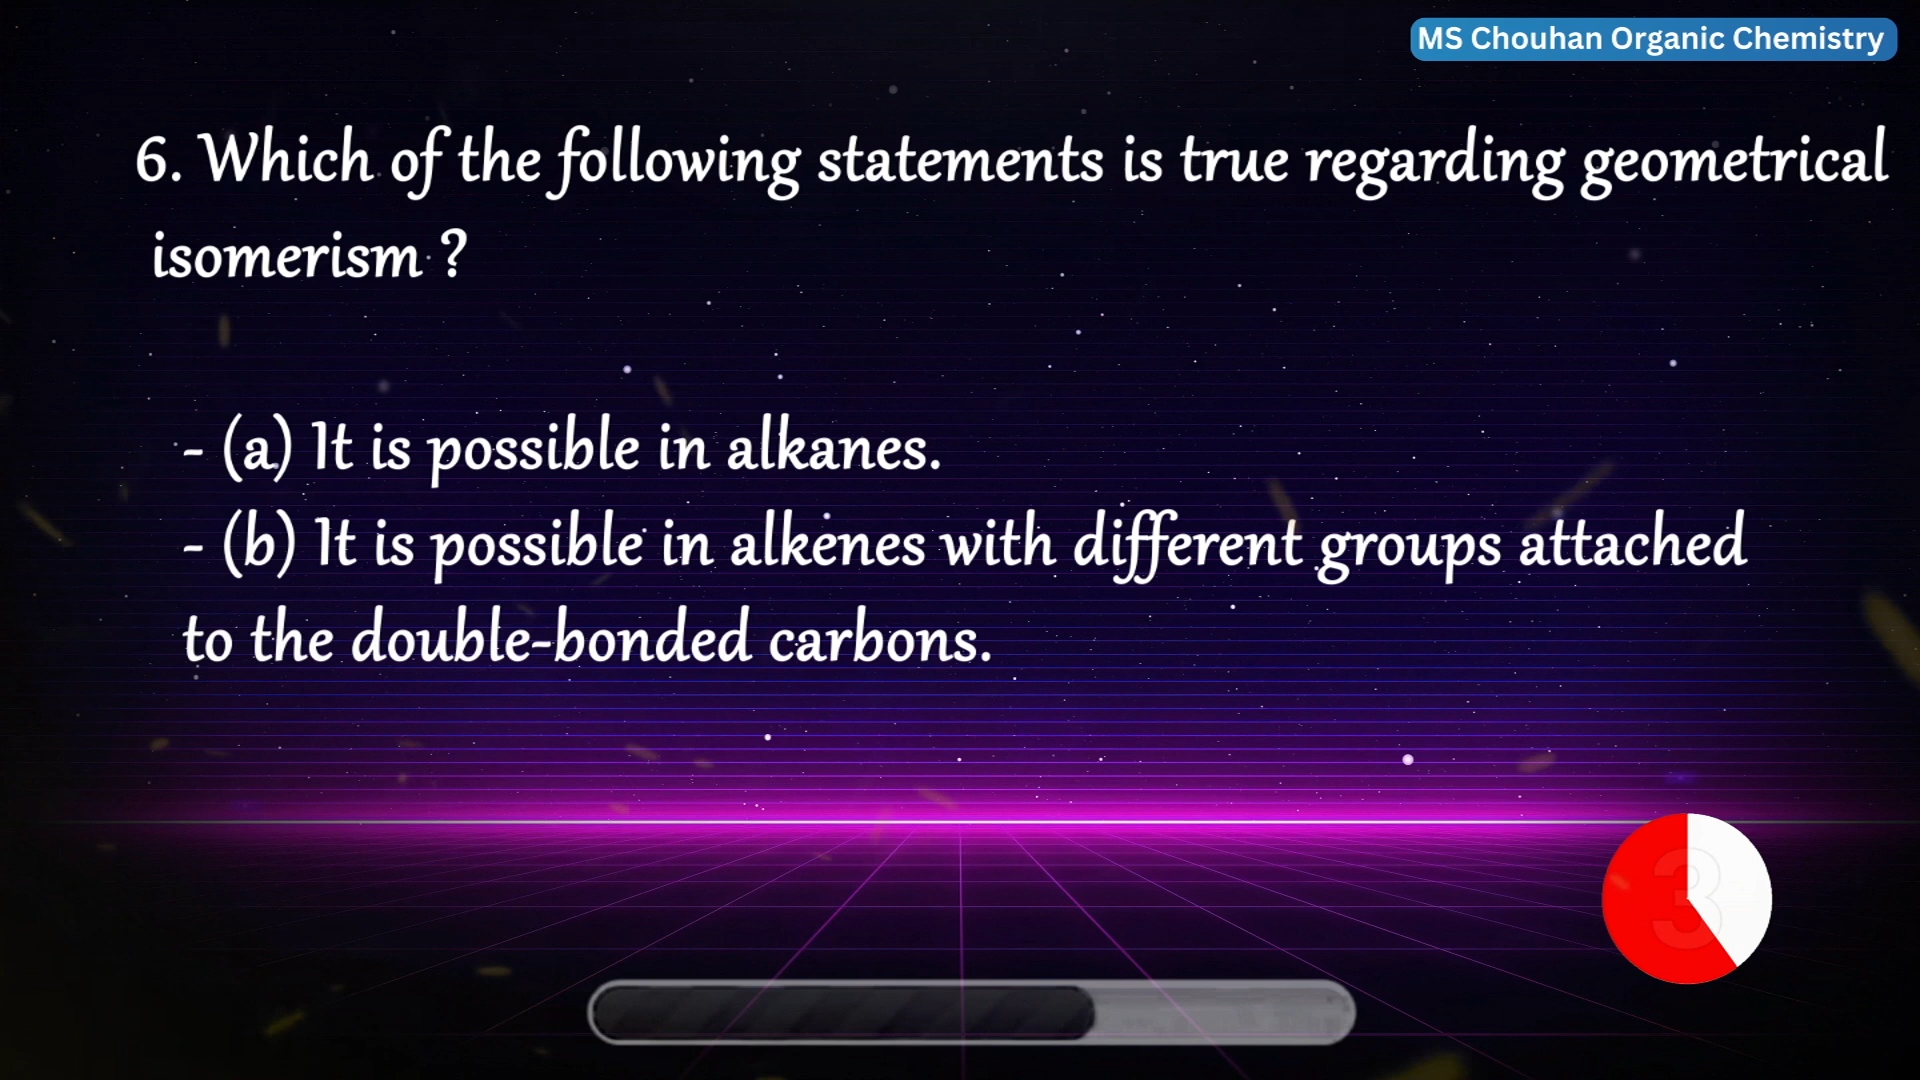 MS Chouhan Organic Chemistry
6. Which of the following statements is true regarding geometrical
isomerism ?
- (a) It is possible in alkanes.
- (b) It is possible in alkenes with different groups attached
to the double-bonded carbons.
3